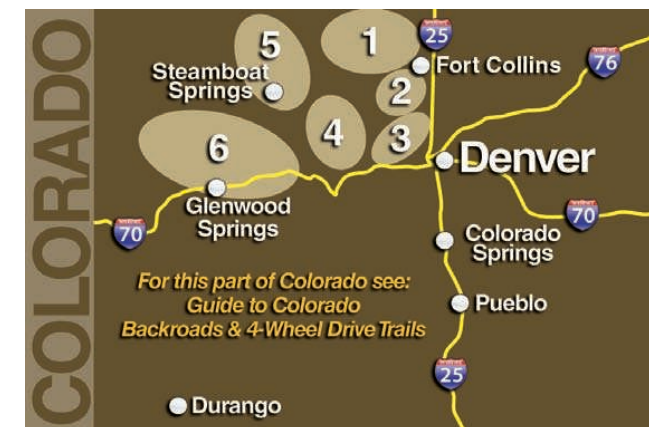 COLORADO
5
1
25
Steamboat
Springs
Fort Collins
76
2
4
3
6
Denver
Glenwood
Springs
70
70
Colorado
Springs
For this part of Colorado see:
Guide to Colorado
Backroads & 4-Wheel Drive Trails
Pueblo
25
Durango